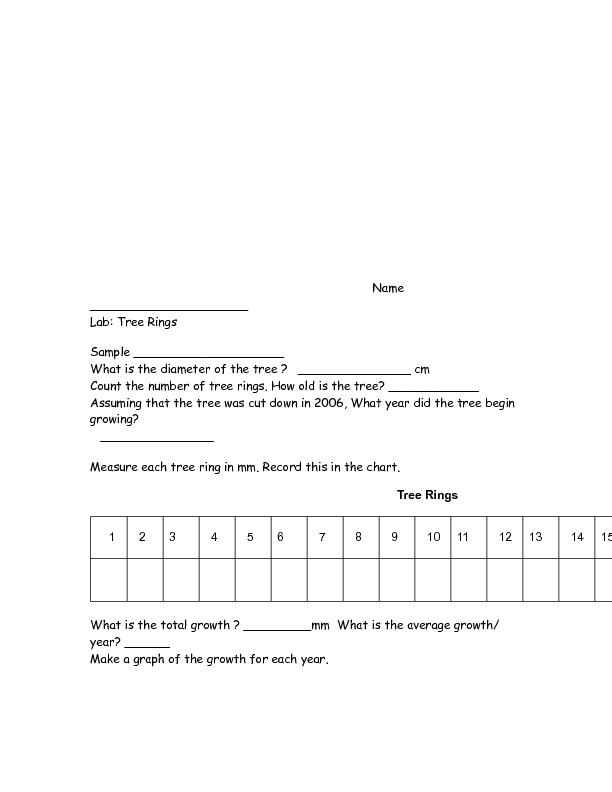 Name
_____________________
Lab: Tree Rings
Sample ____________________
What is the diameter of the tree ? _______________ cm
Count the number of tree rings. How old is the tree? ____________
Assuming that the tree was cut down in 2006, What year did the tree begin
growing?
_______________
Measure each tree ring in mm. Record this in the chart.
Tree Rings
1 2 3 4 5 6 7 8 9 10 11 12 13 14 15
What is the total growth ? _________mm What is the average growth/
year? ______
Make a graph of the growth for each year.